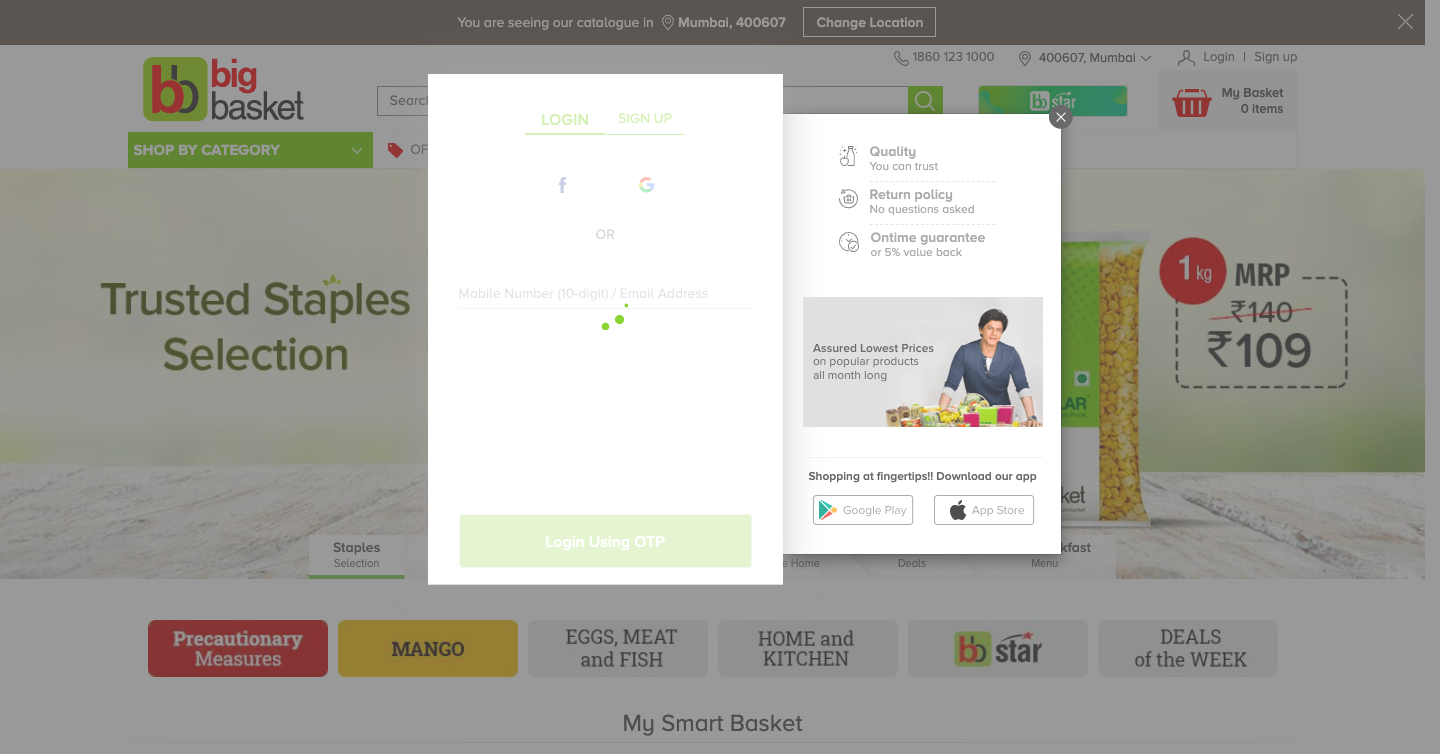 You are seeing our catalogue in Mumbai, 400607 Change Location
1860 123 1000 400607, Mumbai Login | Sign up
bb
big
basket
Search
bb star
My Basket
0 items
SHOP BY CATEGORY
OF
LOGIN SIGN UP
f G
OR
Mobile Number (10-digit) / Email Address
Login Using OTP
Quality
You can trust
Return policy
No questions asked
Ontime guarantee
or 5% value back
Assured Lowest Prices
on popular products
all month long
Shopping at fingertips!! Download our app
Google Play App Store
Trusted Staples
Selection
1 kg MRP
₹140
₹109
LAR
ket
Staples
Selection
e Home
Deals
kfast
Menu
Precautionary
Measures
MANGO
EGGS, MEAT
and FISH
HOME and
KITCHEN
bb star
DEALS
of the WEEK
My Smart Basket